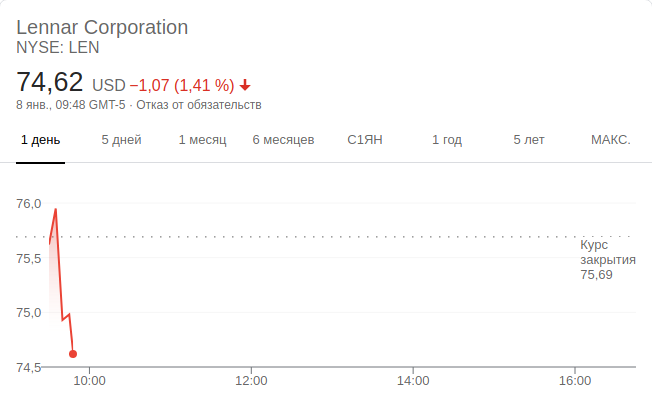 Lennar Corporation
NYSE: LEN
74,62 USD −1,07 (1,41 %)
8 янв., 09:48 GMT-5 · Отказ от обязательств
1 день 5 дней 1 месяц 6 месяцев С1ЯН 1 год 5 лет МАКС.
76,0
Курс
закрытия
75,69
75,5
75,0
74,5
10:00 12:00 14:00 16:00